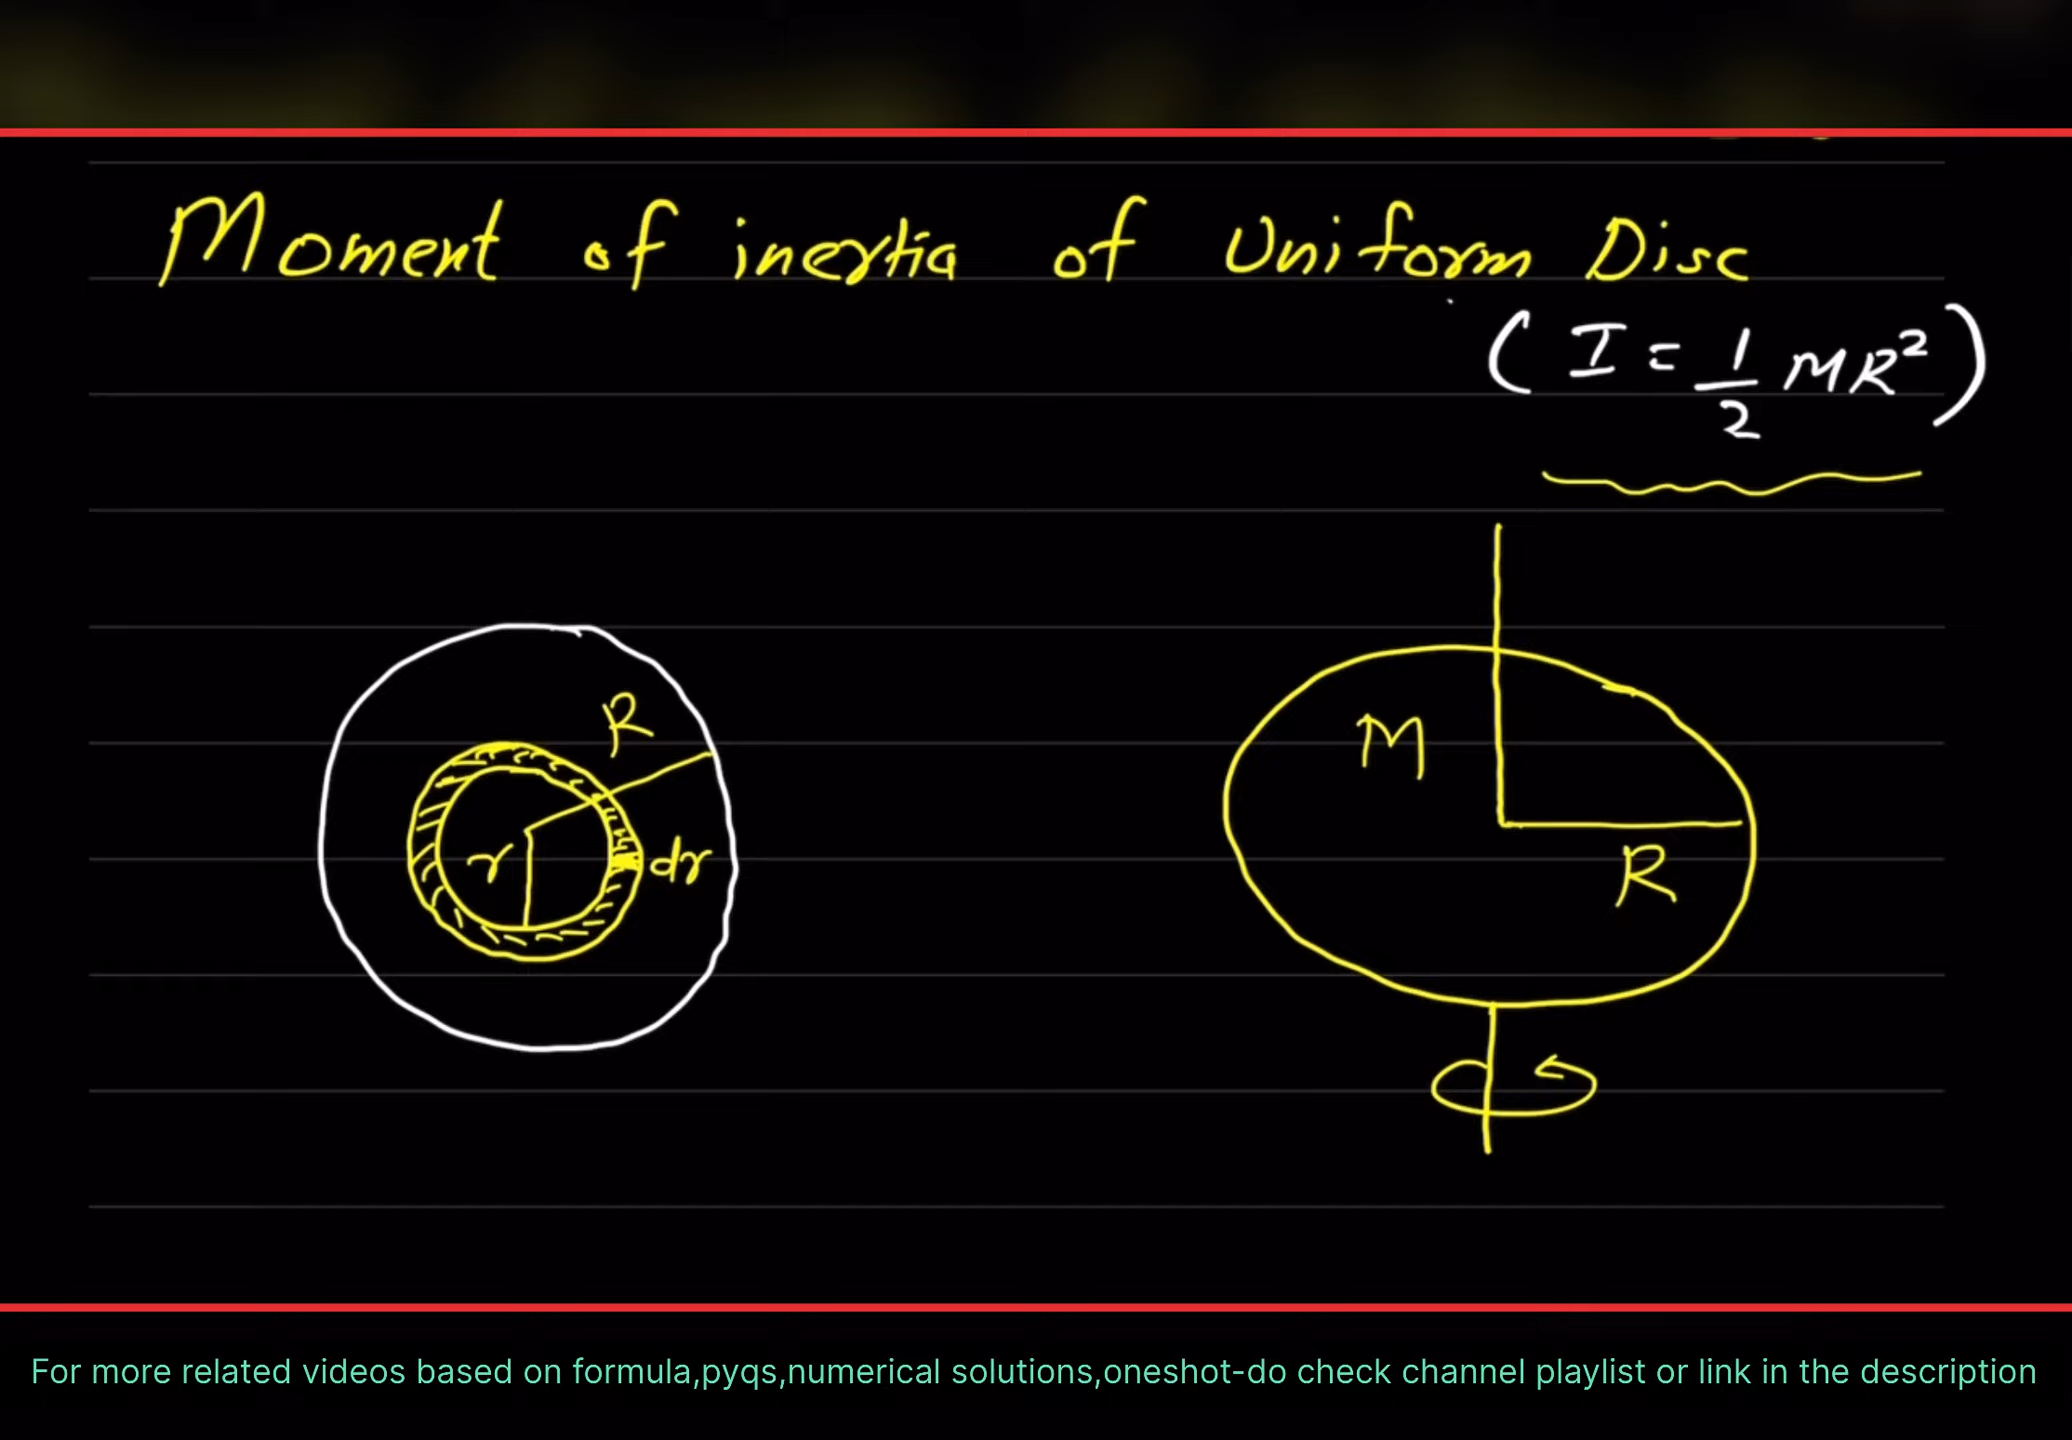 Moment of inertia of Uniform Disc
(I = 1/2 MR²)
R
r
dr
M
R
For more related videos based on formula,pyqs,numerical solutions,oneshot-do check channel playlist or link in the description